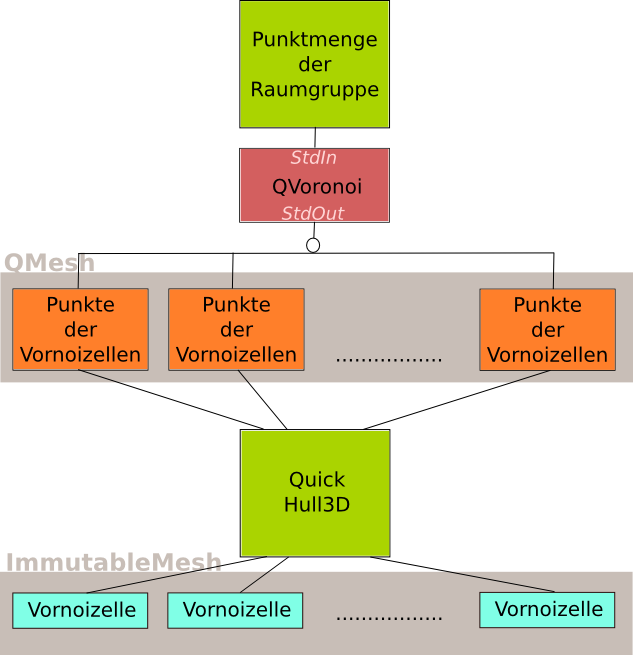 Punktmenge
der
Raumgruppe
StdIn
QVoronoi
StdOut
QMesh
Punkte
der
Vornoizellen
Punkte
der
Vornoizellen
.................
Punkte
der
Vornoizellen
Quick
Hull3D
ImmutableMesh
Vornoizelle
Vornoizelle
.................
Vornoizelle